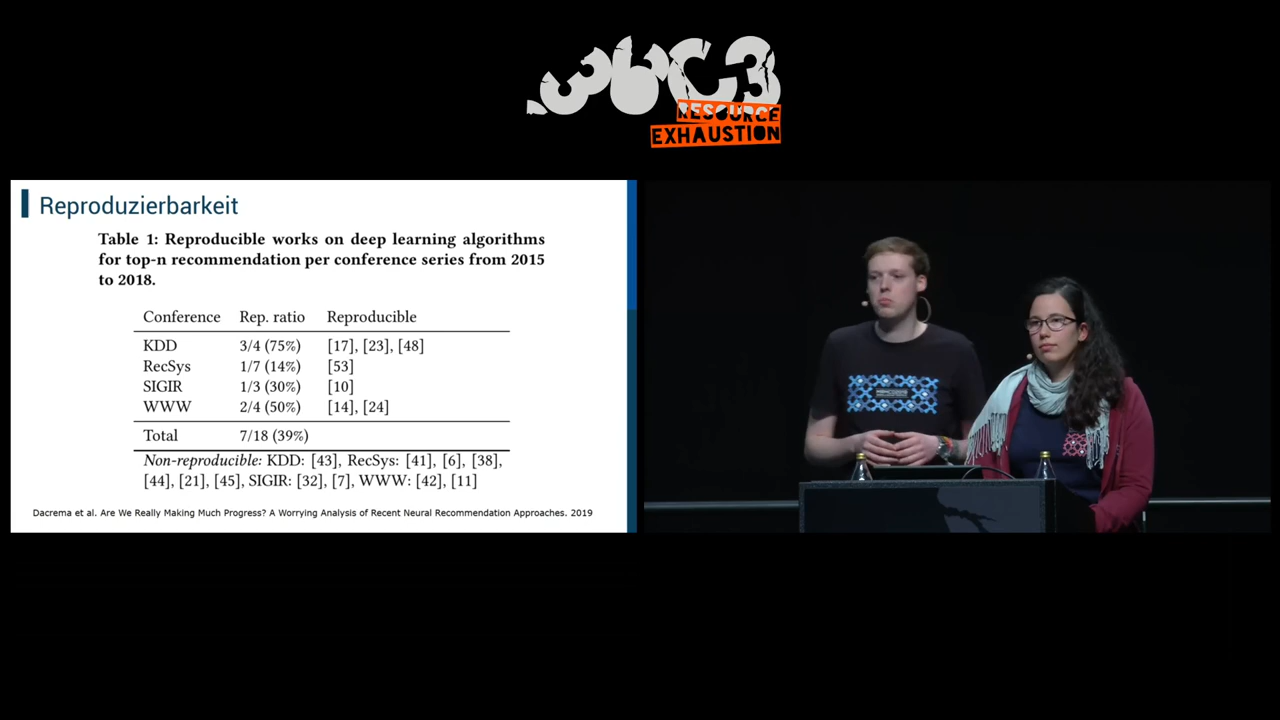 36C3
RESOURCE
EXHAUSTION
Reproduzierbarkeit
Table 1: Reproducible works on deep learning algorithms
for top-n recommendation per conference series from 2015
to 2018.
Conference Rep. ratio Reproducible
KDD 3/4 (75%) [17], [23], [48]
RecSys 1/7 (14%) [53]
SIGIR 1/3 (30%) [10]
WWW 2/4 (50%) [14], [24]
Total 7/18 (39%)
Non-reproducible: KDD: [43], RecSys: [41], [6], [38],
[44], [21], [45], SIGIR: [32], [7], WWW: [42], [11]
Dacrema et al. Are We Really Making Much Progress? A Worrying Analysis of Recent Neural Recommendation Approaches. 2019